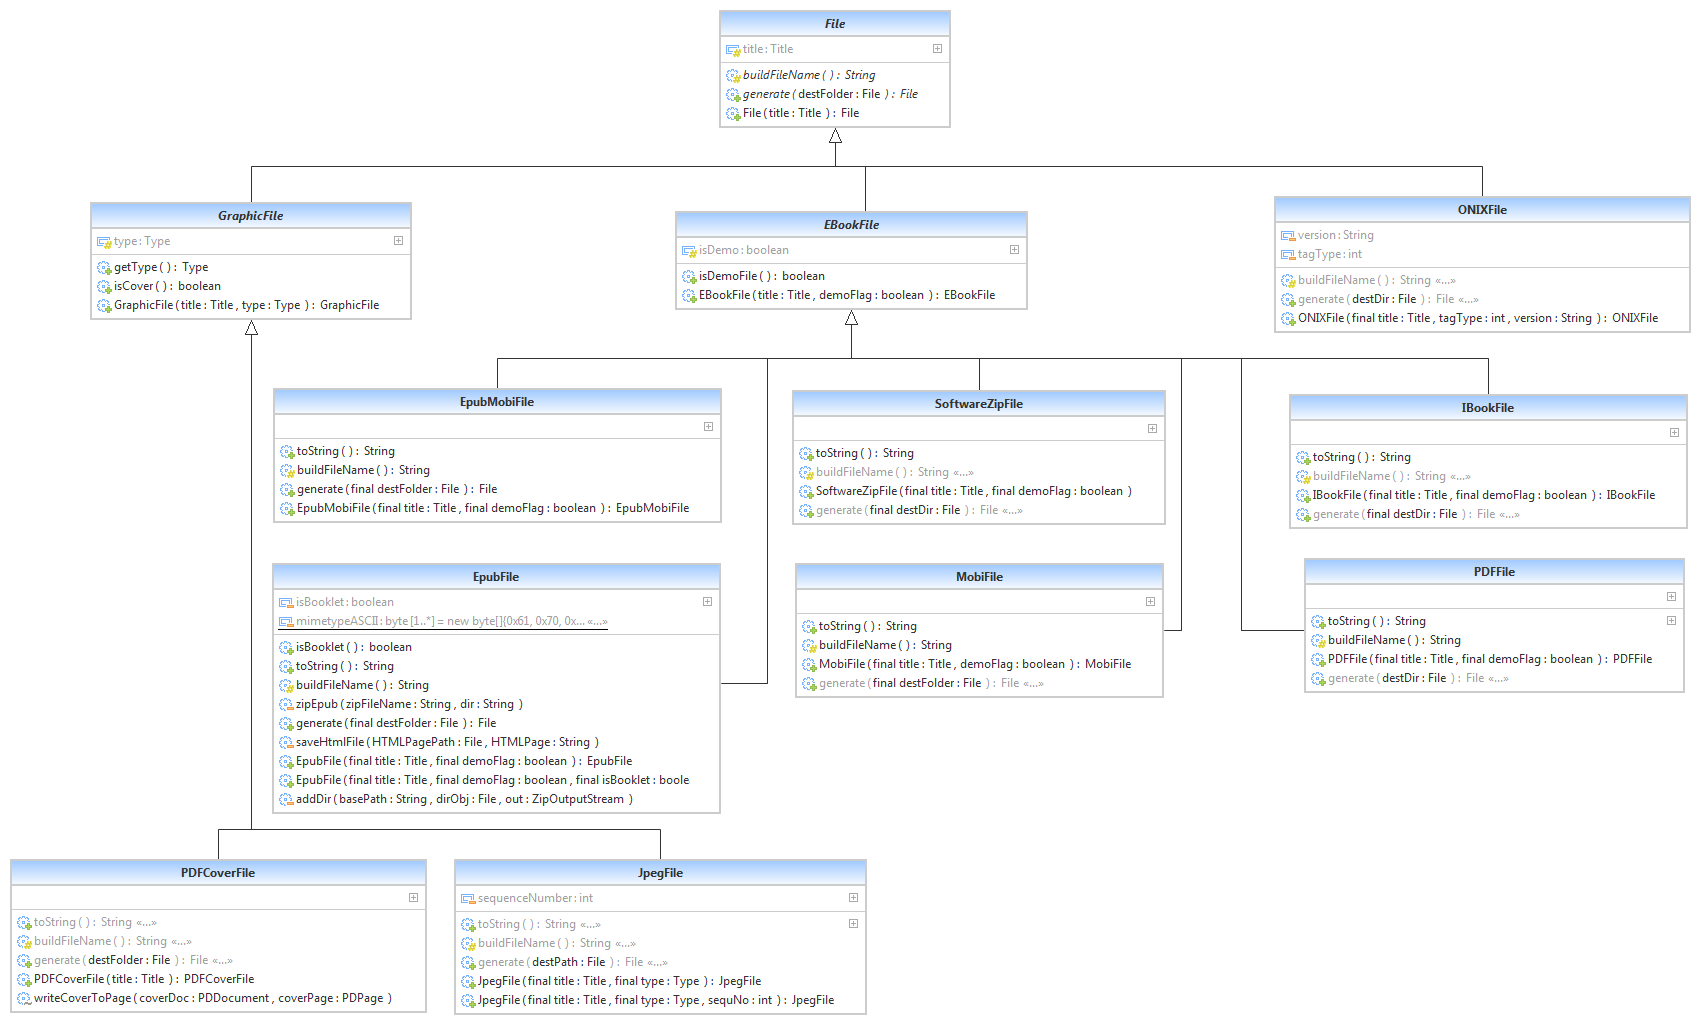 File
title : Title
buildFileName ( ) : String
generate ( destFolder : File ) : File
File ( title : Title ) : File
GraphicFile
type : Type
getType ( ) : Type
isCover ( ) : boolean
GraphicFile ( title : Title , type : Type ) : GraphicFile
EBookFile
isDemo : boolean
isDemoFile ( ) : boolean
EBookFile ( title : Title , demoFlag : boolean ) : EBookFile
ONIXFile
version : String
tagType : int
buildFileName ( ) : String «...»
generate ( destDir : File ) : File «...»
ONIXFile ( final title : Title , tagType : int , version : String ) : ONIXFile
EpubMobiFile
toString ( ) : String
buildFileName ( ) : String
generate ( final destFolder : File ) : File
EpubMobiFile ( final title : Title , final demoFlag : boolean ) : EpubMobiFile
SoftwareZipFile
toString ( ) : String
buildFileName ( ) : String «...»
SoftwareZipFile ( final title : Title , final demoFlag : boolean )
generate ( final destDir : File ) : File «...»
IBookFile
toString ( ) : String
buildFileName ( ) : String «...»
IBookFile ( final title : Title , final demoFlag : boolean ) : IBookFile
generate ( final destDir : File ) : File «...»
EpubFile
isBooklet : boolean
mimetypeASCII : byte [1..*] = new byte[]{0x61, 0x70, 0x... «...»
isBooklet ( ) : boolean
toString ( ) : String
buildFileName ( ) : String
zipEpub ( zipFileName : String , dir : String )
generate ( final destFolder : File ) : File
saveHtmlFile ( HTMLPagePath : File , HTMLPage : String )
EpubFile ( final title : Title , final demoFlag : boolean ) : EpubFile
EpubFile ( final title : Title , final demoFlag : boolean , final isBooklet : boole
addDir ( basePath : String , dirObj : File , out : ZipOutputStream )
MobiFile
toString ( ) : String
buildFileName ( ) : String
MobiFile ( final title : Title , demoFlag : boolean ) : MobiFile
generate ( final destFolder : File ) : File «...»
PDFFile
toString ( ) : String
buildFileName ( ) : String
PDFFile ( final title : Title , final demoFlag : boolean ) : PDFFile
generate ( destDir : File ) : File «...»
PDFCoverFile
toString ( ) : String «...»
buildFileName ( ) : String «...»
generate ( destFolder : File ) : File «...»
PDFCoverFile ( title : Title ) : PDFCoverFile
writeCoverToPage ( coverDoc : PDDocument , coverPage : PDPage )
JpegFile
sequenceNumber : int
toString ( ) : String «...»
buildFileName ( ) : String «...»
generate ( destPath : File ) : File «...»
JpegFile ( final title : Title , final type : Type ) : JpegFile
JpegFile ( final title : Title , final type : Type , sequNo : int ) : JpegFile